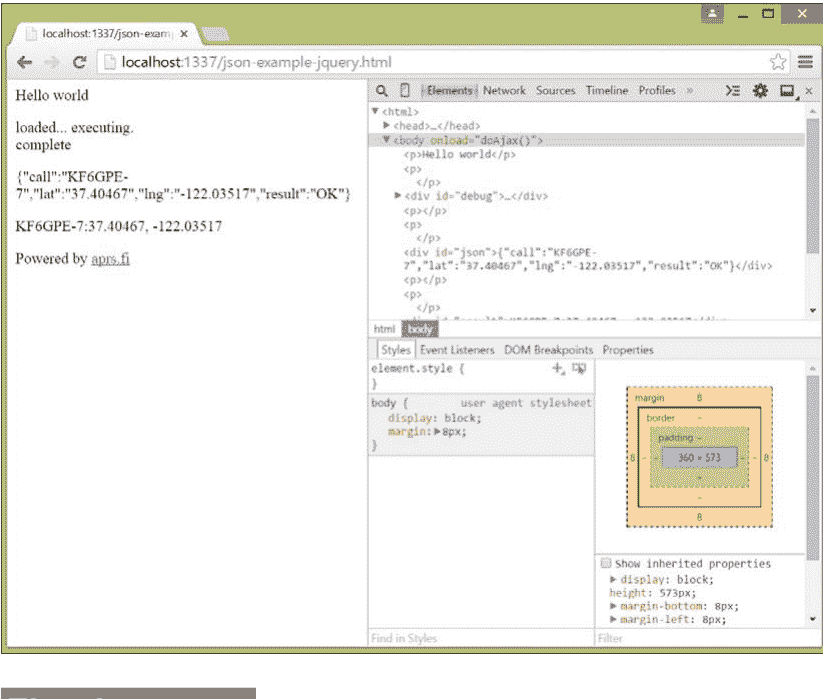 localhost:1337/json-exam
localhost:1337/json-example-jquery.html
Hello world
loaded... executing.
complete
{"call":"KF6GPE-
7","lat":"37.40467","lng":"-122.03517","result":"OK"}
KF6GPE-7:37.40467, -122.03517
Powered by aprs.fi
Elements Network Sources Timeline Profiles »
<html>
<head>…</head>
<body onload="doAjax()">
<p>Hello world</p>
<p>
</p>
<div id="debug">…</div>
<p></p>
<p>
</p>
<div id="json">{"call":"KF6GPE-
7","lat":"37.40467","lng":"-122.03517","result":"OK"}</div>
<p></p>
<p>
</p>
html body
Styles Event Listeners DOM Breakpoints Properties
element.style {
}
body { user agent stylesheet
display: block;
margin: 8px;
}
Find in Styles
margin 8
border -
padding -
8 - - 360 × 573 - - 8
-
-
8
Show inherited properties
display: block;
height: 573px;
margin-bottom: 8px;
margin-left: 8px;
Filter